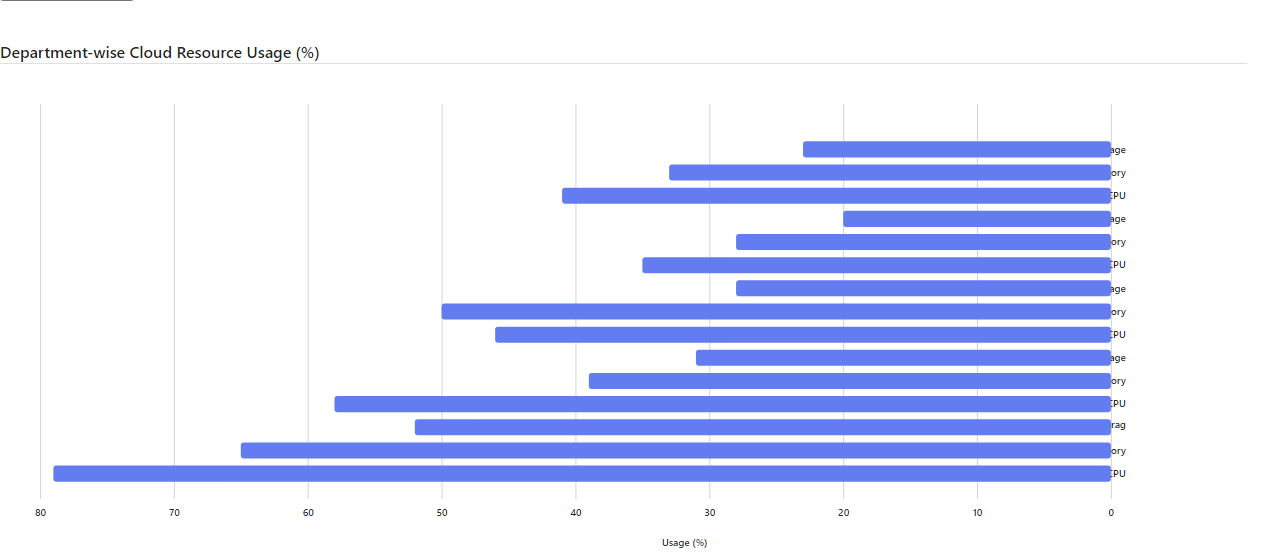 Department-wise Cloud Resource Usage (%)
age
ory
CPU
age
ory
CPU
age
ory
CPU
age
ory
CPU
rag
ory
CPU
80 70 60 50 40 30 20 10 0
Usage (%)